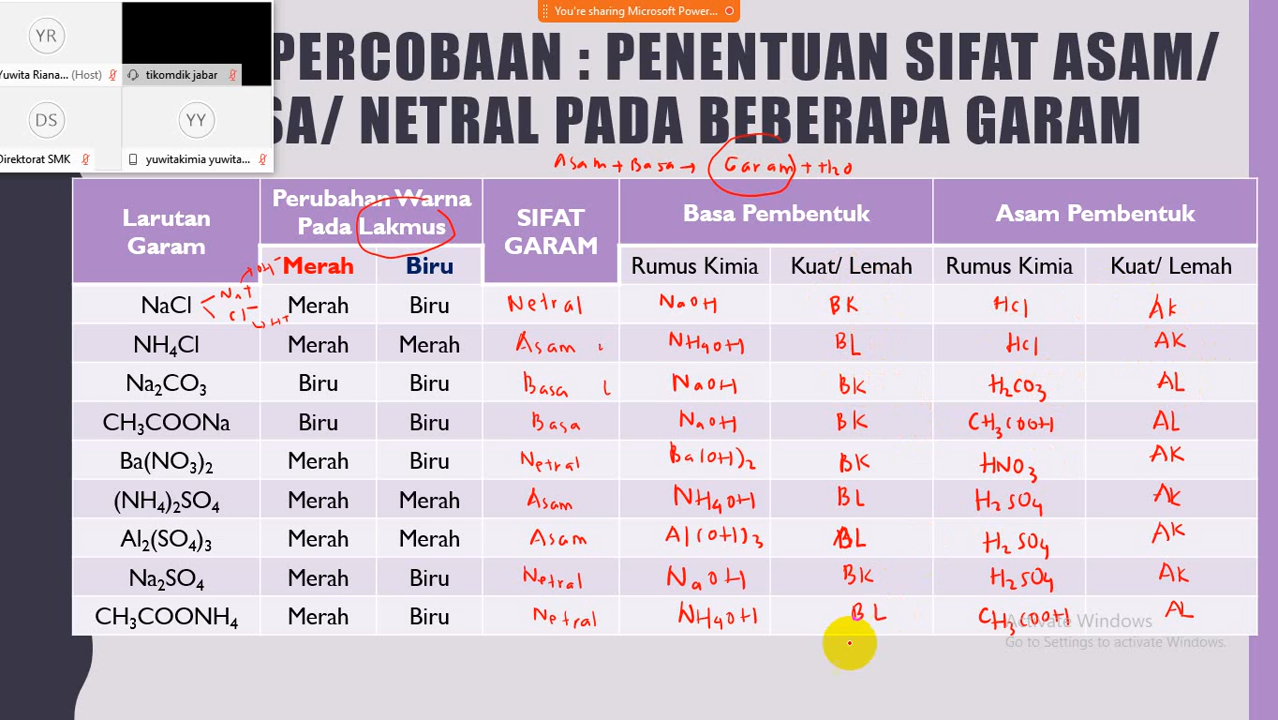 You're sharing Microsoft Power...
YR
Yuwita Riana... (Host)
tikomdik jabar
DS
YY
Direktorat SMK
yuwitakimia yuwita...
PERCOBAAN : PENENTUAN SIFAT ASAM/
SA/ NETRAL PADA BEBERAPA GARAM
Asam + Basa → Garam + H2O
Larutan Garam
Perubahan Warna Pada Lakmus
SIFAT GARAM
Basa Pembentuk
Asam Pembentuk
Merah
Biru
Rumus Kimia
Kuat/ Lemah
Rumus Kimia
Kuat/ Lemah
NaCl Na+ Cl- Merah Biru Netral NaOH BK HCl AK
NH4Cl Merah Merah Asam NH4OH BL HCl AK
Na2CO3 Biru Biru Basa NaOH BK H2CO3 AL
CH3COONa Biru Biru Basa NaOH BK CH3COOH AL
Ba(NO3)2 Merah Biru Netral Ba(OH)2 BK HNO3 AK
(NH4)2SO4 Merah Merah Asam NH4OH BL H2SO4 AK
Al2(SO4)3 Merah Merah Asam Al(OH)3 BL H2SO4 AK
Na2SO4 Merah Biru Netral NaOH BK H2SO4 AK
CH3COONH4 Merah Biru Netral NH4OH BL CH3COOH AL
Activate Windows
Go to Settings to activate Windows.